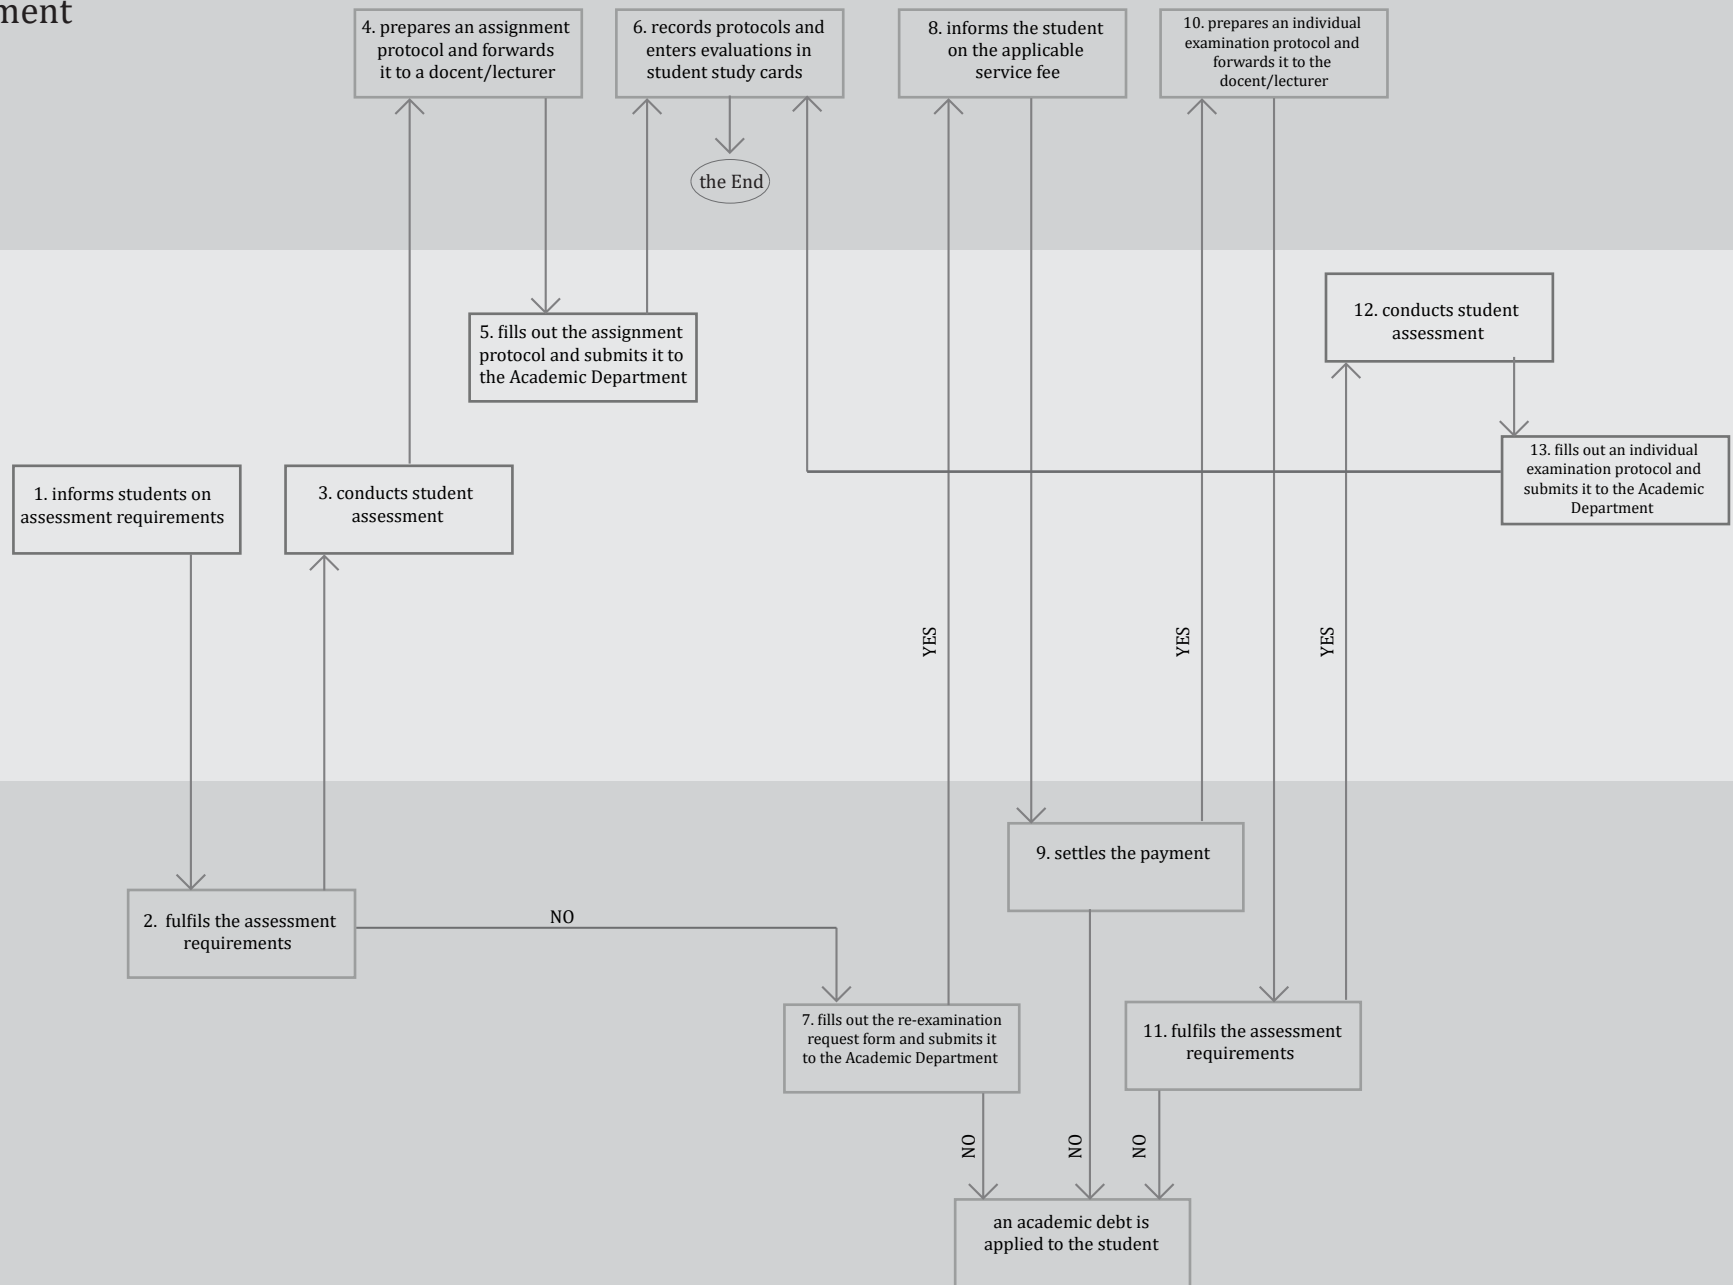 ment
4. prepares an assignment
protocol and forwards
it to a docent/lecturer
6. records protocols and
enters evaluations in
student study cards
8. informs the student
on the applicable
service fee
10. prepares an individual
examination protocol and
forwards it to the
docent/lecturer
the End
12. conducts student
assessment
5. fills out the assignment
protocol and submits it to
the Academic Department
13. fills out an individual
examination protocol and
submits it to the Academic
Department
1. informs students on
assessment requirements
3. conducts student
assessment
YES
YES
YES
9. settles the payment
2. fulfils the assessment
requirements
NO
7. fills out the re-examination
request form and submits it
to the Academic Department
11. fulfils the assessment
requirements
NO
NO
NO
an academic debt is
applied to the student